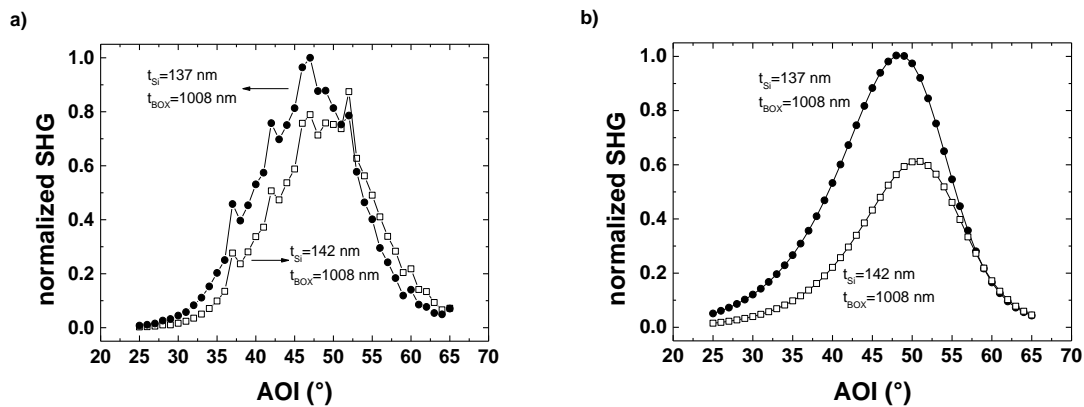 a)
normalized SHG
1.0
0.8
0.6
0.4
0.2
0.0
t_Si=137 nm
t_BOX=1008 nm
t_Si=142 nm
t_BOX=1008 nm
20 25 30 35 40 45 50 55 60 65 70
AOI (°)
b)
normalized SHG
1.0
0.8
0.6
0.4
0.2
0.0
t_Si=137 nm
t_BOX=1008 nm
t_Si=142 nm
t_BOX=1008 nm
20 25 30 35 40 45 50 55 60 65 70
AOI (°)